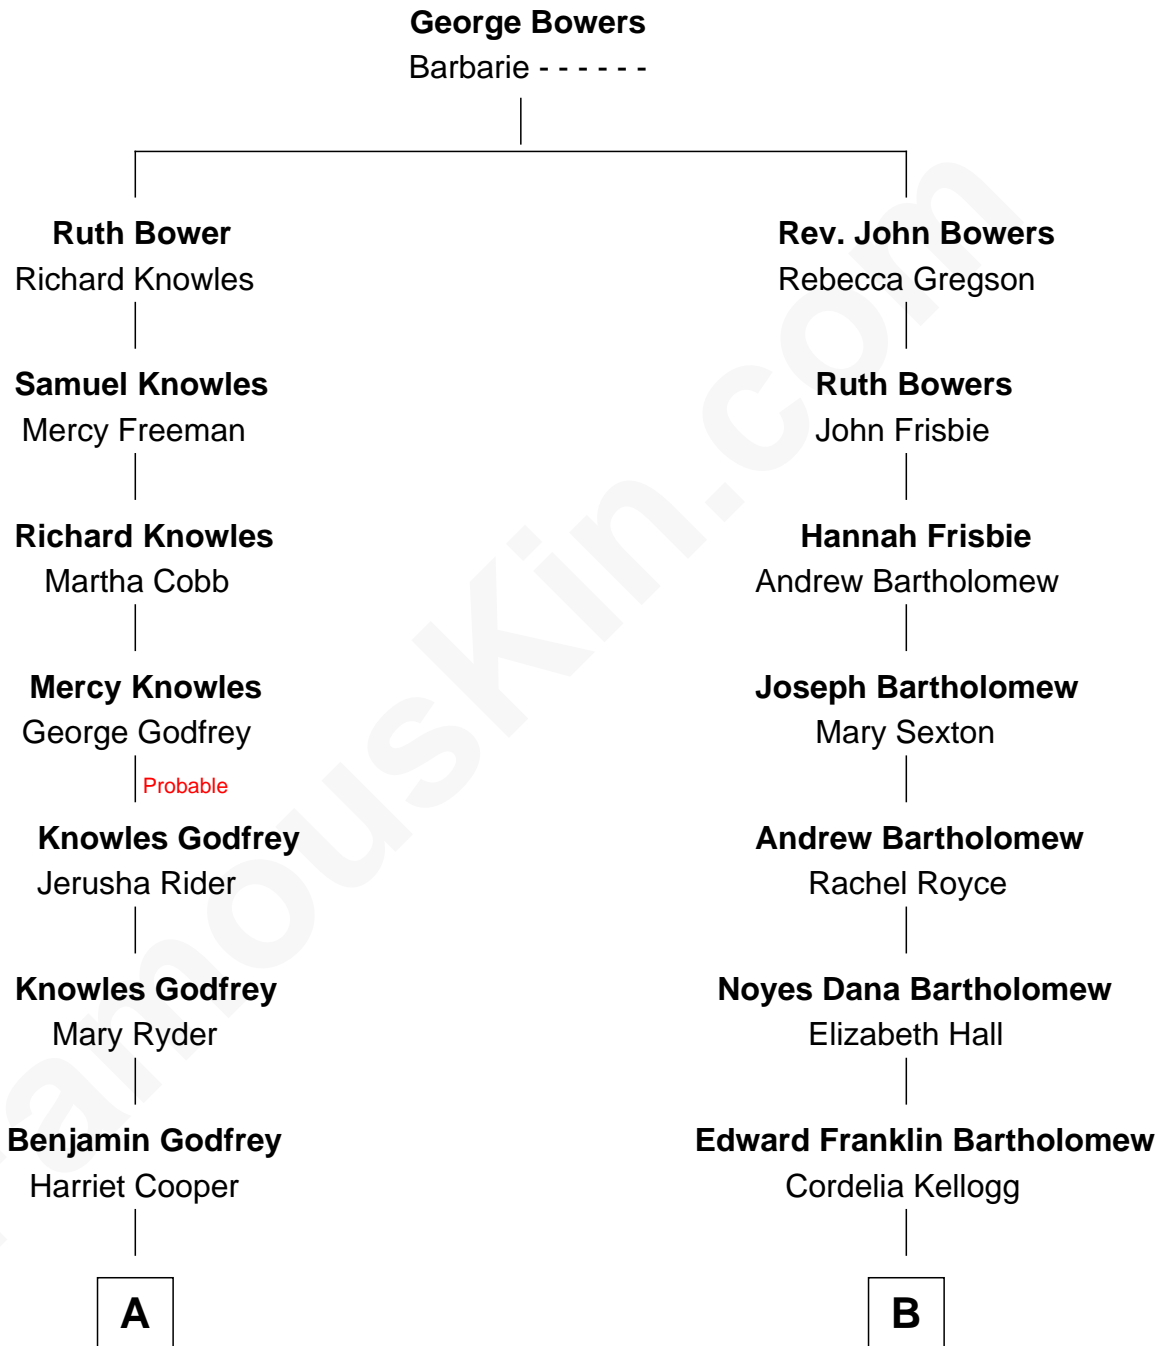 George Bowers
Barbarie - - - - - -
Ruth Bower
Richard Knowles
Rev. John Bowers
Rebecca Gregson
Samuel Knowles
Mercy Freeman
Ruth Bowers
John Frisbie
Richard Knowles
Martha Cobb
Hannah Frisbie
Andrew Bartholomew
Mercy Knowles
George Godfrey
Joseph Bartholomew
Mary Sexton
Probable
Knowles Godfrey
Jerusha Rider
Andrew Bartholomew
Rachel Royce
Knowles Godfrey
Mary Ryder
Noyes Dana Bartholomew
Elizabeth Hall
Benjamin Godfrey
Harriet Cooper
Edward Franklin Bartholomew
Cordelia Kellogg
A
B
FamousKin.com